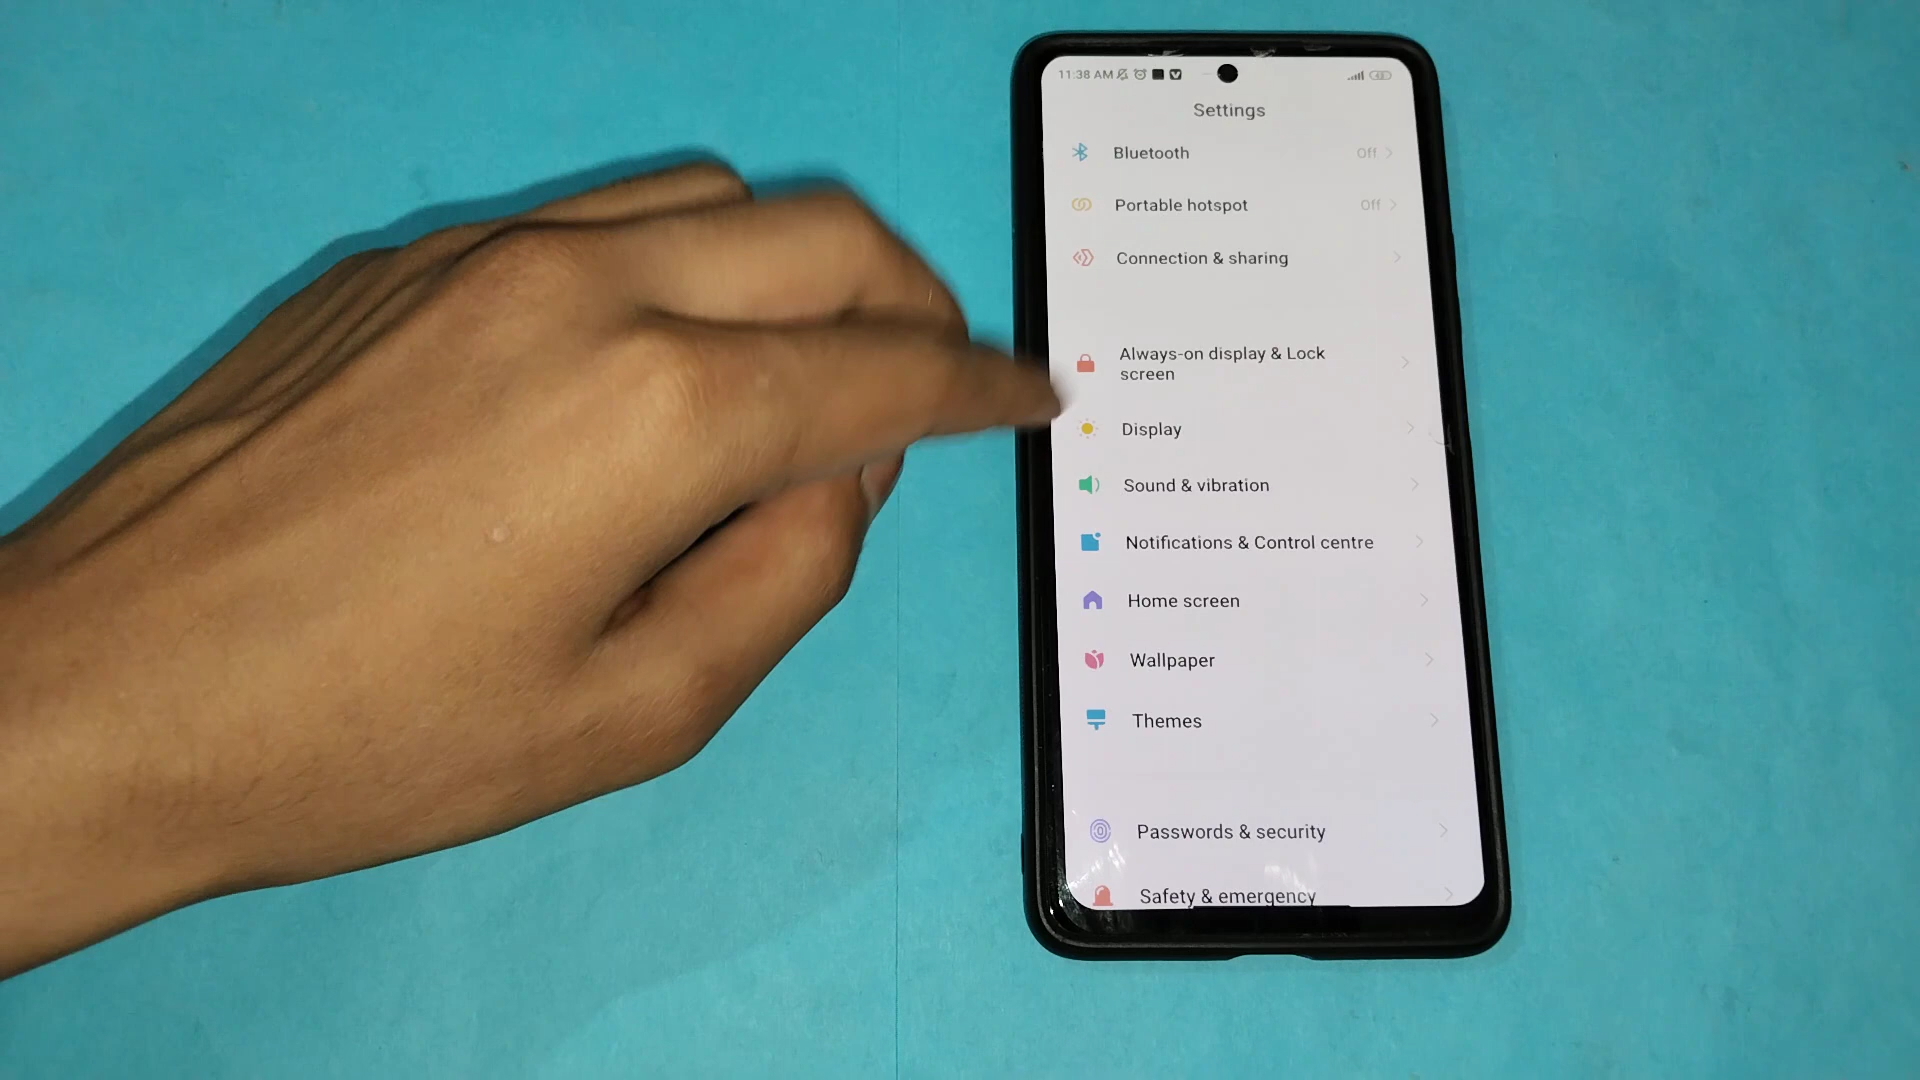 11:38 AM
Settings
Bluetooth Off
Portable hotspot Off
Connection & sharing
Always-on display & Lock
screen
Display
Sound & vibration
Notifications & Control centre
Home screen
Wallpaper
Themes
Passwords & security
Safety & emergency